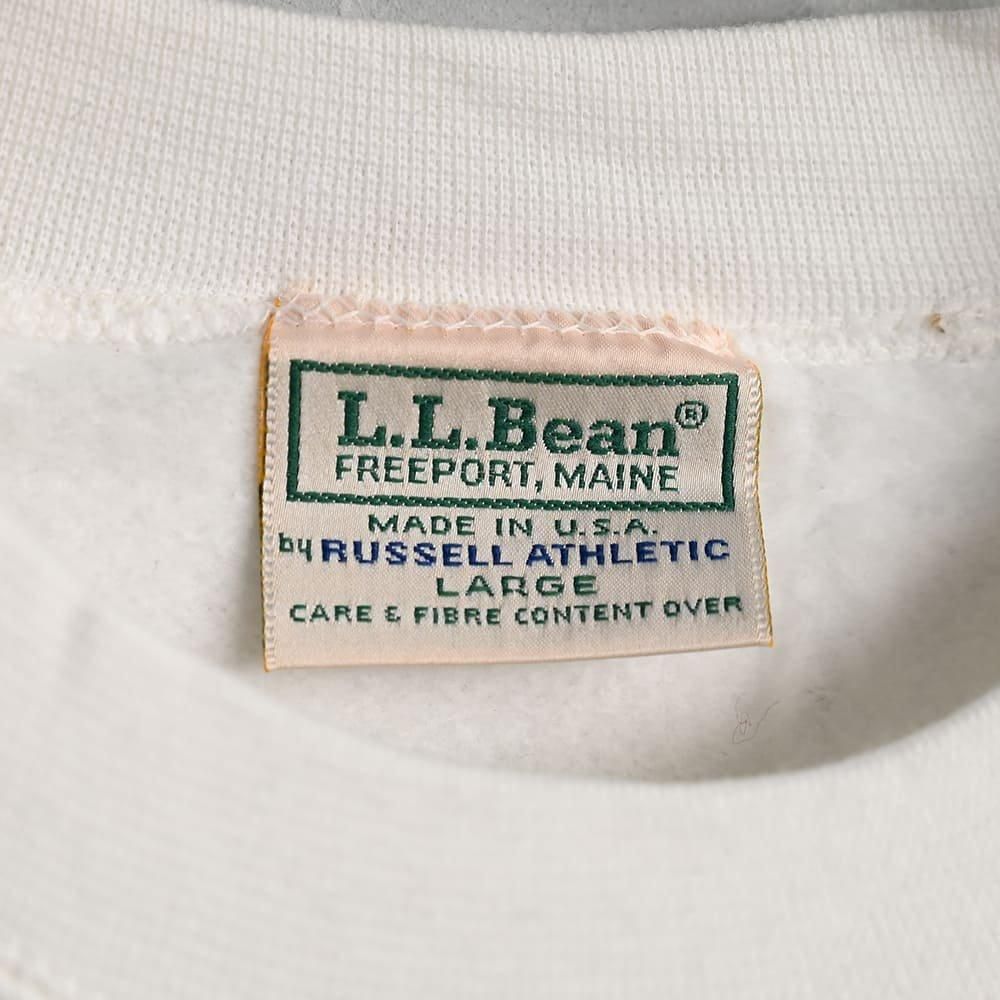 L.L.Bean®
FREEPORT, MAINE
MADE IN U.S.A.
by RUSSELL ATHLETIC
LARGE
CARE & FIBRE CONTENT OVER